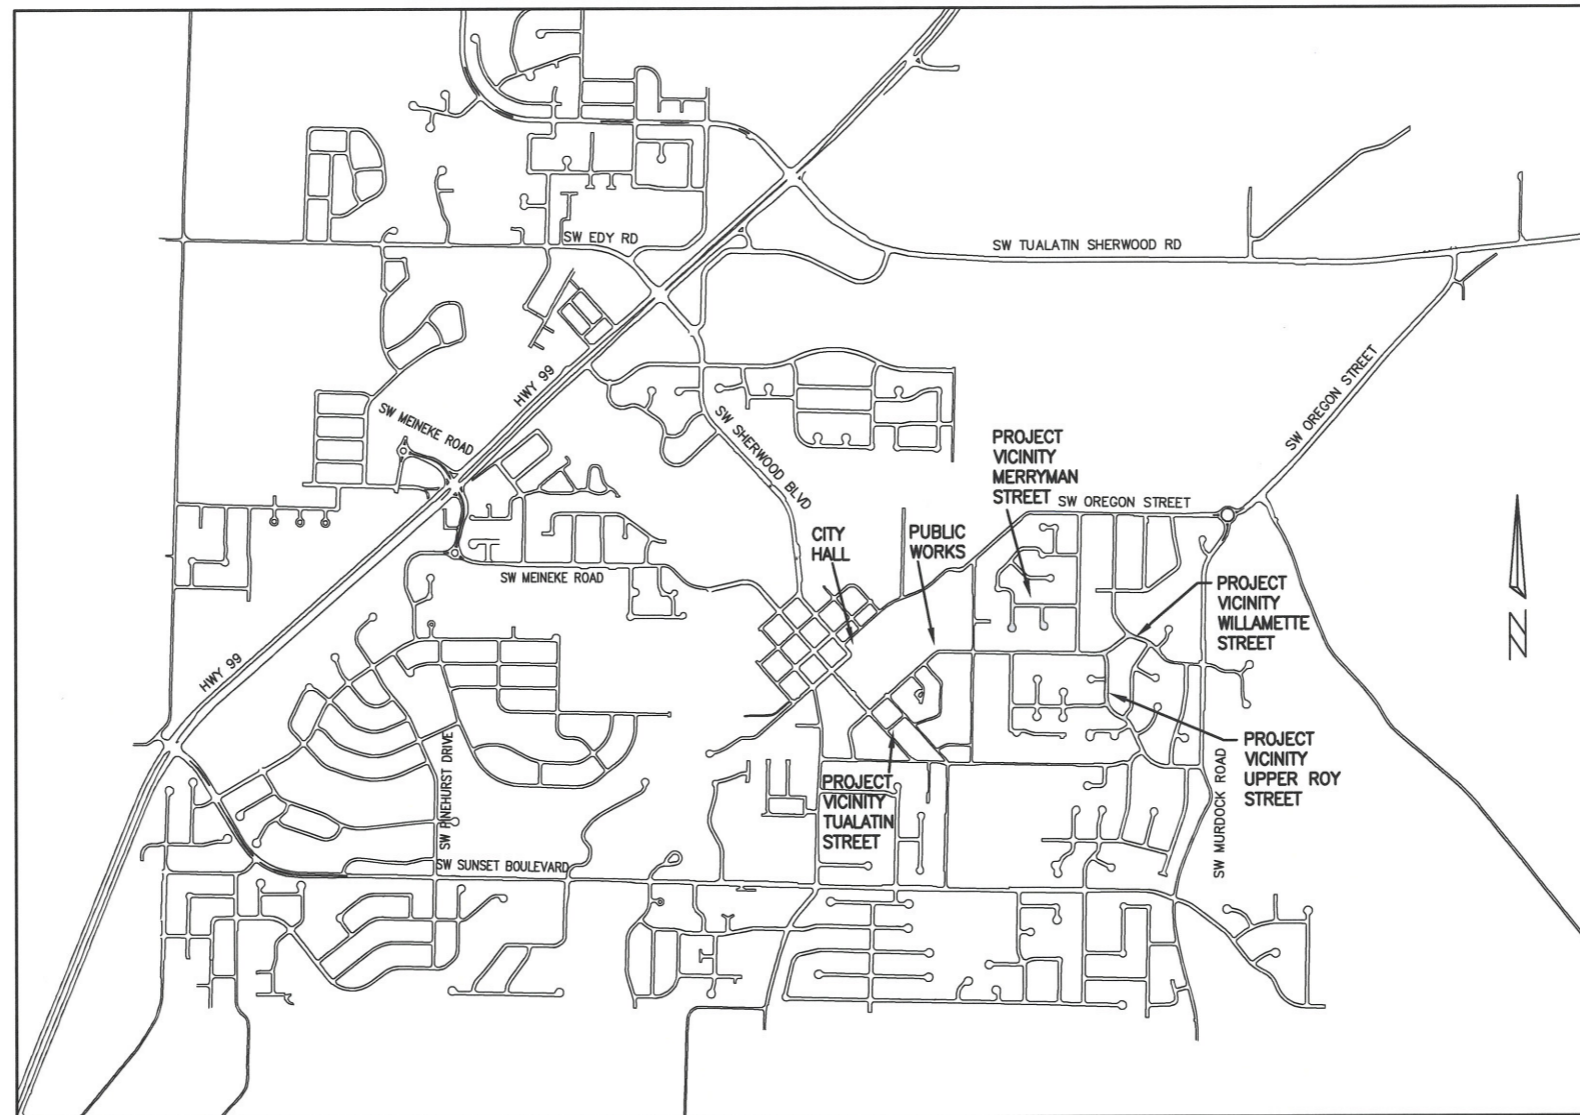 SW EDY RD
SW TUALATIN SHERWOOD RD
HWY 99
SW OREGON STREET
SW MEINEKE ROAD
SW SHERWOOD BLVD
PROJECT
VICINITY
MERRYMAN
STREET
SW OREGON STREET
CITY
HALL
PUBLIC
WORKS
SW MEINEKE ROAD
PROJECT
VICINITY
WILLAMETTE
STREET
N
HWY 99
SW PINEHURST DRIVE
PROJECT
VICINITY
UPPER ROY
STREET
SW MURDOCK ROAD
PROJECT
VICINITY
TUALATIN
STREET
SW SUNSET BOULEVARD